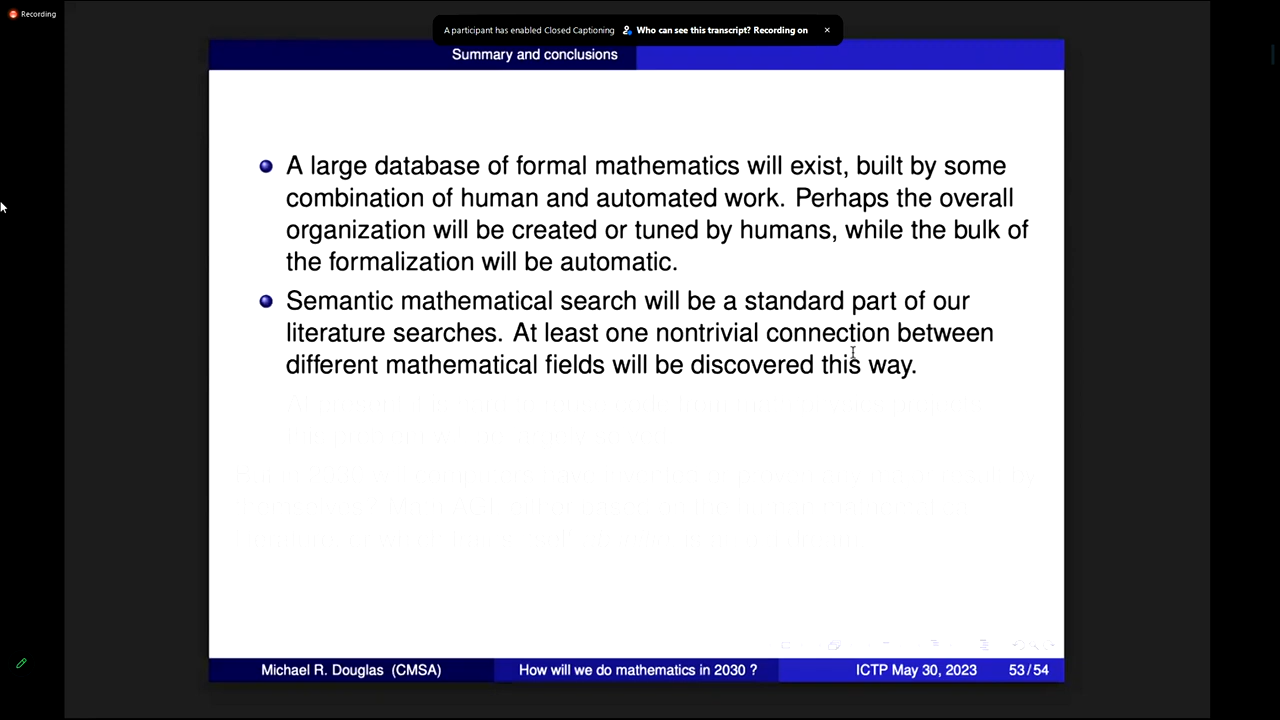 Recording
A participant has enabled Closed Captioning Who can see this transcript? Recording on ×
Summary and conclusions
A large database of formal mathematics will exist, built by some
combination of human and automated work. Perhaps the overall
organization will be created or tuned by humans, while the bulk of
the formalization will be automatic.
Semantic mathematical search will be a standard part of our
literature searches. At least one nontrivial connection between
different mathematical fields will be discovered this way.
Michael R. Douglas (CMSA) How will we do mathematics in 2030 ? ICTP May 30, 2023 53 / 54